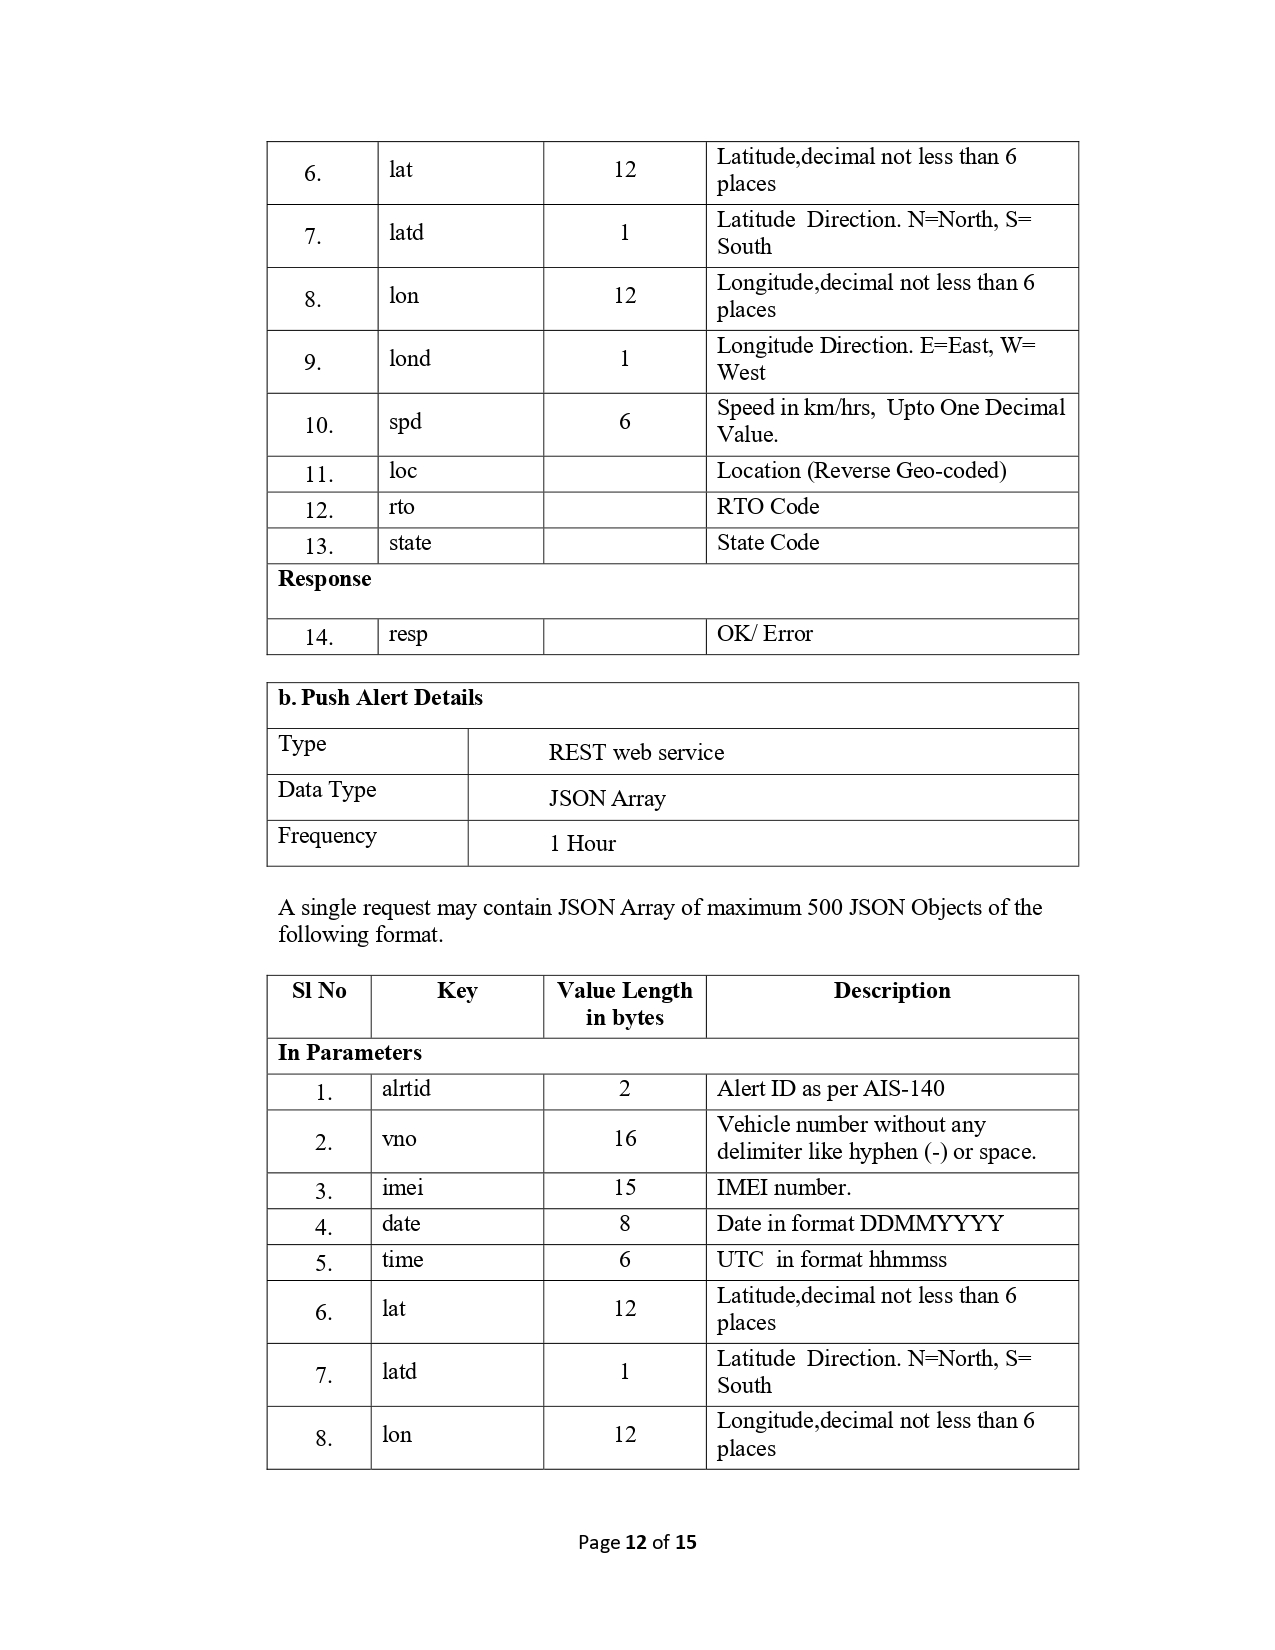 6. lat 12 Latitude,decimal not less than 6
places
7. latd 1 Latitude Direction. N=North, S=
South
8. lon 12 Longitude,decimal not less than 6
places
9. lond 1 Longitude Direction. E=East, W=
West
10. spd 6 Speed in km/hrs, Upto One Decimal
Value.
11. loc Location (Reverse Geo-coded)
12. rto RTO Code
13. state State Code
Response
14. resp OK/ Error
b. Push Alert Details
Type REST web service
Data Type JSON Array
Frequency 1 Hour
A single request may contain JSON Array of maximum 500 JSON Objects of the
following format.
Sl No Key Value Length Description
in bytes
In Parameters
1. alrtid 2 Alert ID as per AIS-140
2. vno 16 Vehicle number without any
delimiter like hyphen (-) or space.
3. imei 15 IMEI number.
4. date 8 Date in format DDMMYYYY
5. time 6 UTC in format hhmmss
6. lat 12 Latitude,decimal not less than 6
places
7. latd 1 Latitude Direction. N=North, S=
South
8. lon 12 Longitude,decimal not less than 6
places
Page 12 of 15